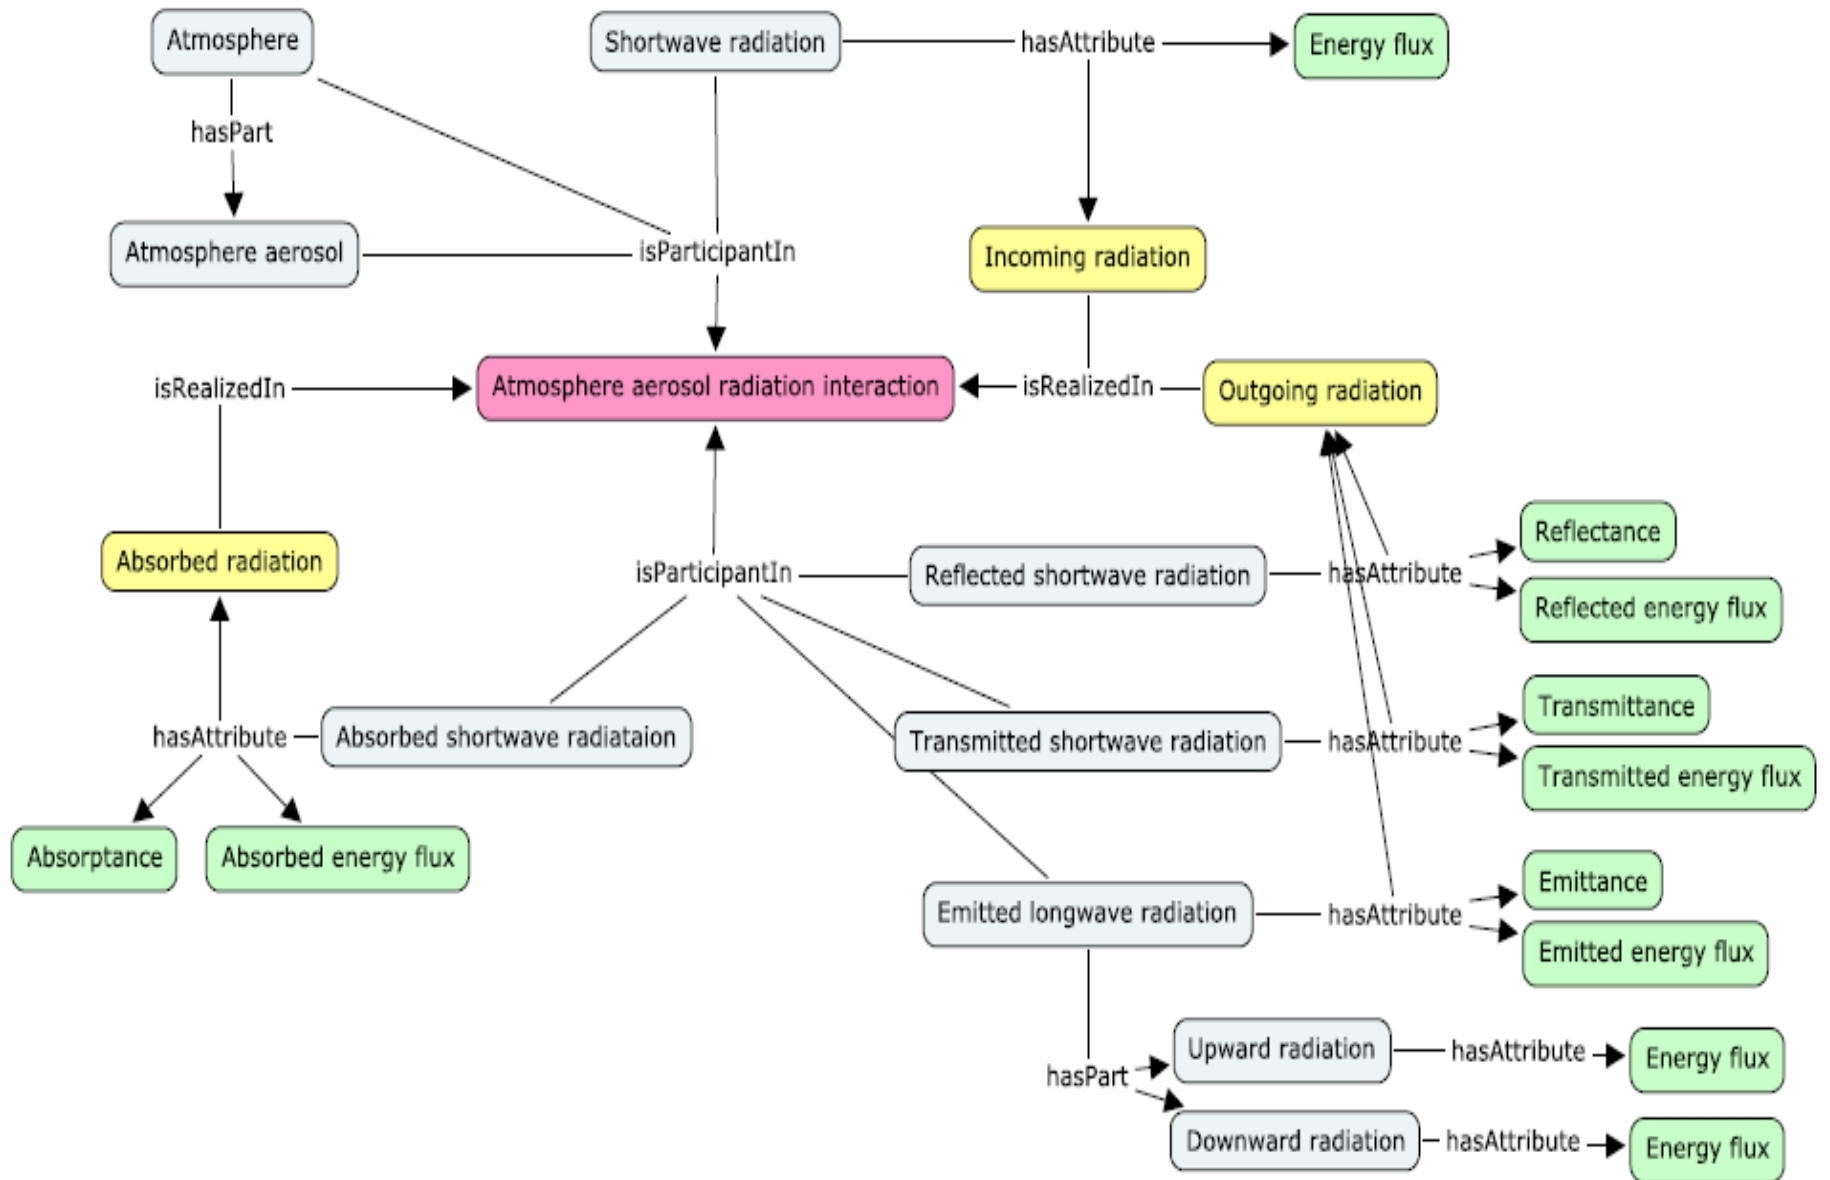 Atmosphere
Shortwave radiation
hasAttribute
Energy flux
hasPart
Atmosphere aerosol
isParticipantIn
Incoming radiation
isRealizedIn
Atmosphere aerosol radiation interaction
isRealizedIn
Outgoing radiation
Absorbed radiation
isParticipantIn
Reflected shortwave radiation
hasAttribute
Reflectance
Reflected energy flux
hasAttribute
Absorbed shortwave radiataion
Transmitted shortwave radiation
hasAttribute
Transmittance
Transmitted energy flux
Absorptance
Absorbed energy flux
Emitted longwave radiation
hasAttribute
Emittance
Emitted energy flux
hasPart
Upward radiation
hasAttribute
Energy flux
Downward radiation
hasAttribute
Energy flux